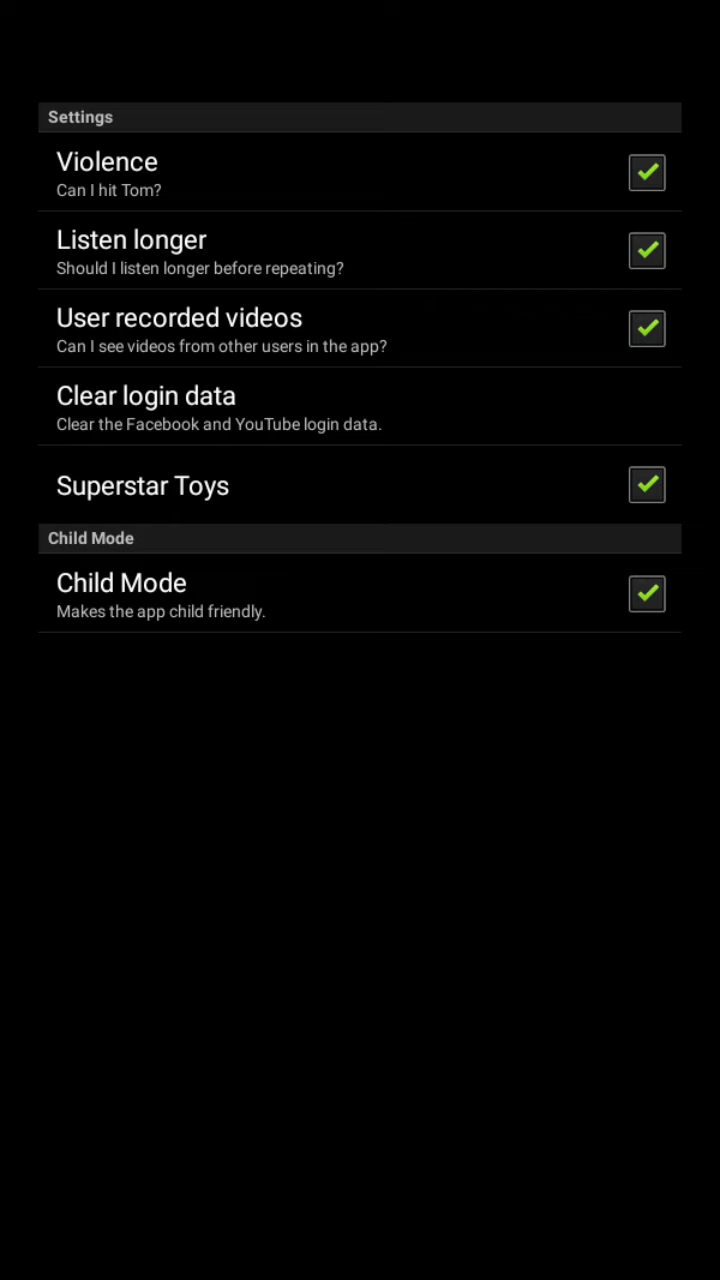 Settings
Violence
Can I hit Tom?
Listen longer
Should I listen longer before repeating?
User recorded videos
Can I see videos from other users in the app?
Clear login data
Clear the Facebook and YouTube login data.
Superstar Toys
Child Mode
Child Mode
Makes the app child friendly.